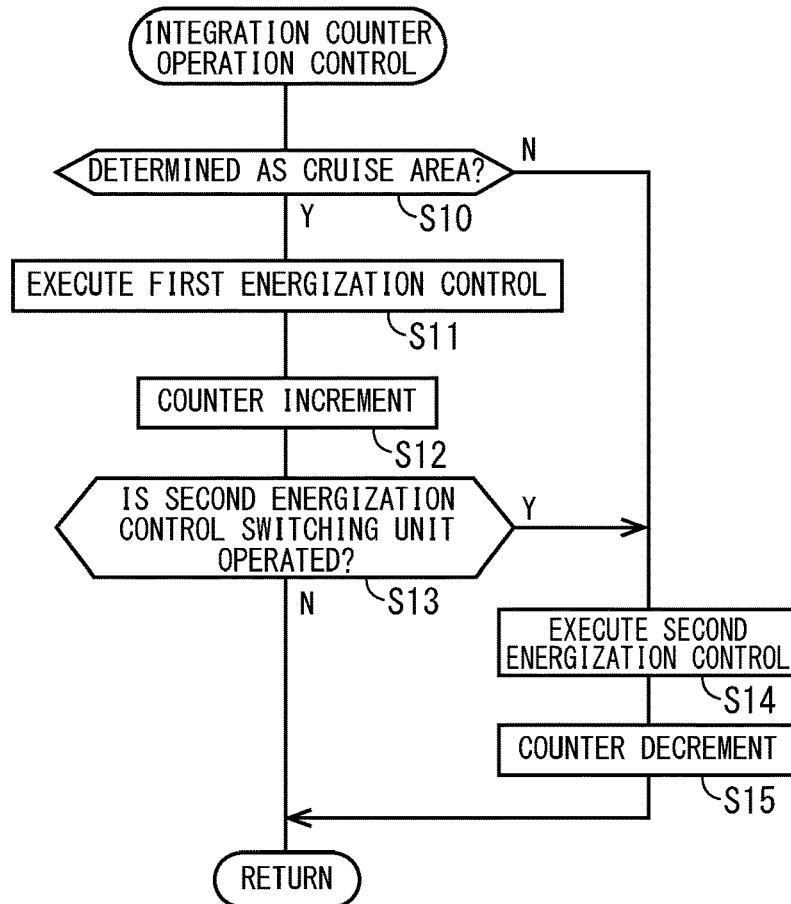 INTEGRATION COUNTER
OPERATION CONTROL
DETERMINED AS CRUISE AREA?
N
S10
Y
EXECUTE FIRST ENERGIZATION CONTROL
S11
COUNTER INCREMENT
S12
IS SECOND ENERGIZATION
CONTROL SWITCHING UNIT
OPERATED?
Y
S13
N
EXECUTE SECOND
ENERGIZATION CONTROL
S14
COUNTER DECREMENT
S15
RETURN